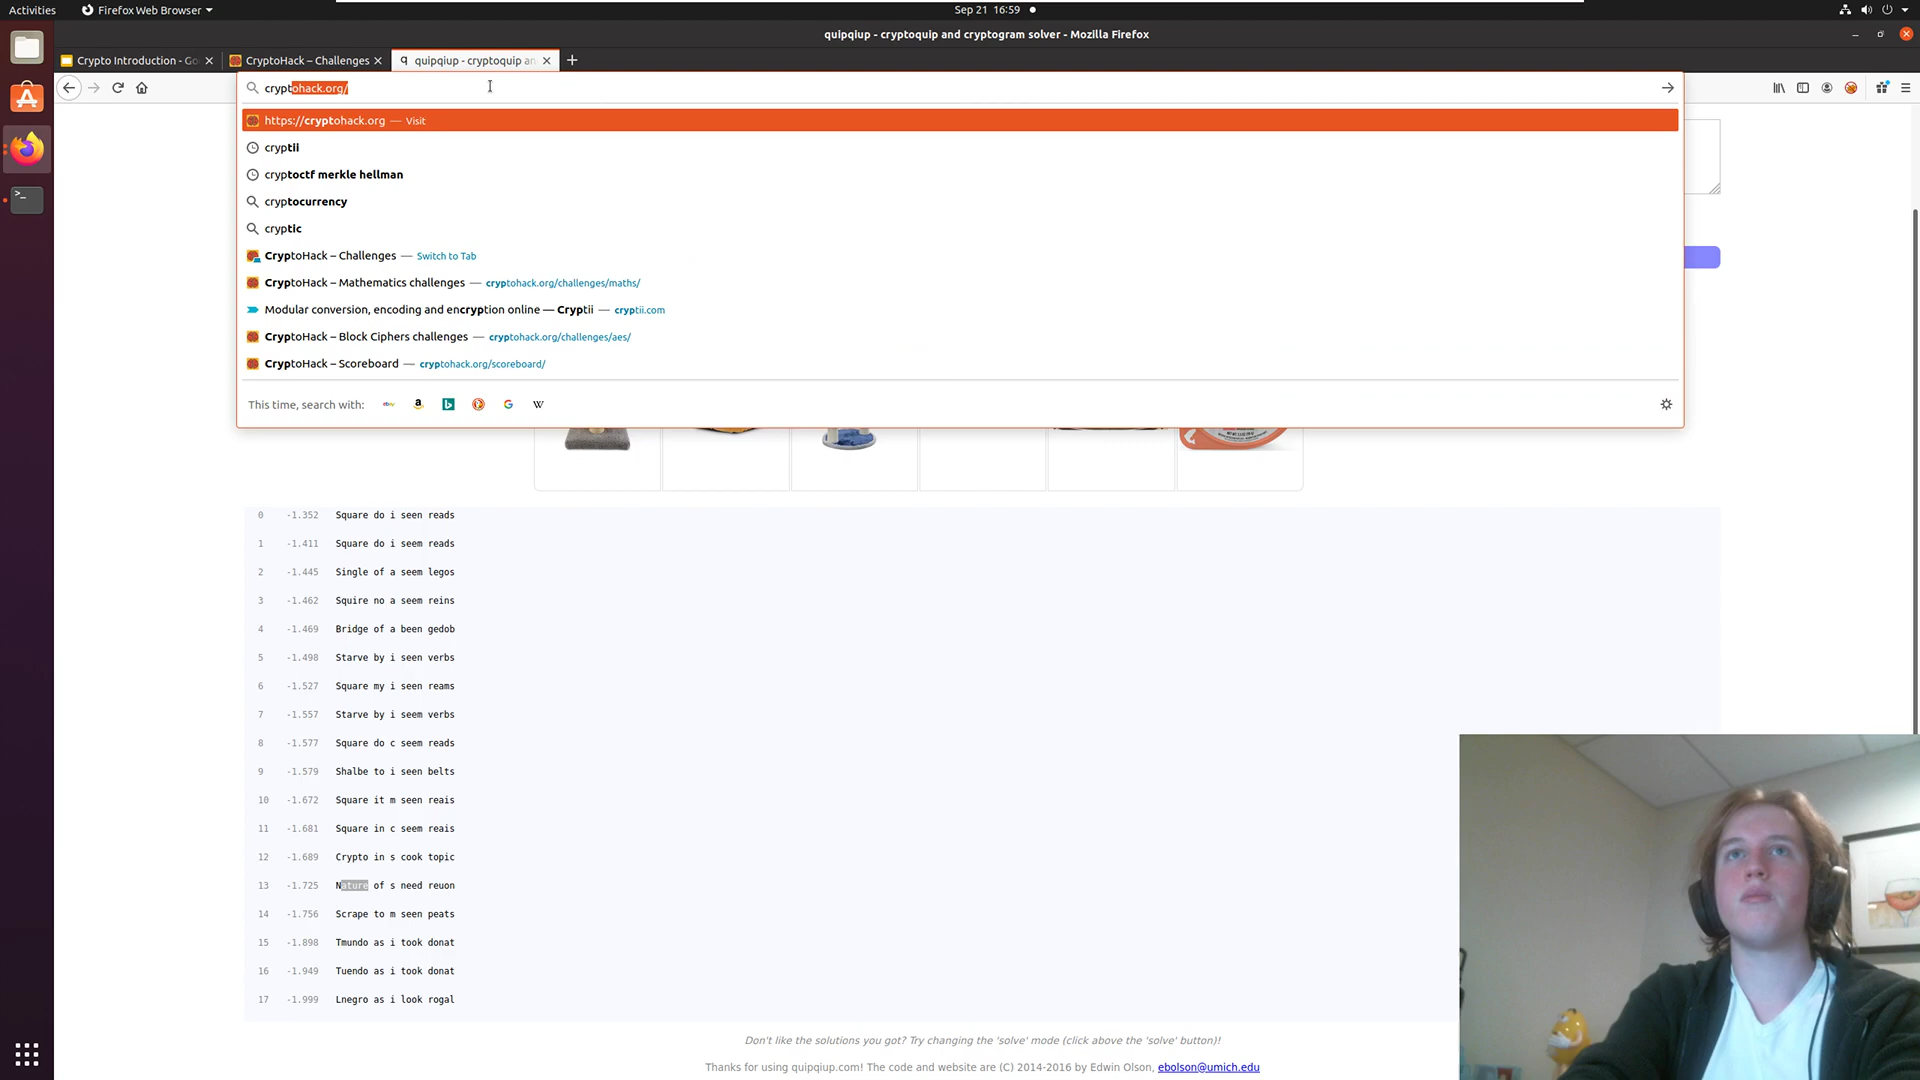 Activities
Firefox Web Browser
Sep 21 16:59
quipqiup - cryptoquip and cryptogram solver - Mozilla Firefox
Crypto Introduction - Go
CryptoHack – Challenges
quipqiup - cryptoquip an
cryptohack.org/
https://cryptohack.org — Visit
cryptii
cryptoctf merkle hellman
cryptocurrency
cryptic
CryptoHack – Challenges — Switch to Tab
CryptoHack – Mathematics challenges — cryptohack.org/challenges/maths/
Modular conversion, encoding and encryption online — Cryptii — cryptii.com
CryptoHack – Block Ciphers challenges — cryptohack.org/challenges/aes/
CryptoHack – Scoreboard — cryptohack.org/scoreboard/
This time, search with:
0 -1.352 Square do i seen reads
1 -1.411 Square do i seem reads
2 -1.445 Single of a seem legos
3 -1.462 Squire no a seem reins
4 -1.469 Bridge of a been gedob
5 -1.498 Starve by i seen verbs
6 -1.527 Square my i seen reams
7 -1.557 Starve by i seem verbs
8 -1.577 Square do c seem reads
9 -1.579 Shalbe to i seen belts
10 -1.672 Square it m seen reais
11 -1.681 Square in c seem reais
12 -1.689 Crypto in s cook topic
13 -1.725 Nature of s need reuon
14 -1.756 Scrape to m seen peats
15 -1.898 Tmundo as i took donat
16 -1.949 Tuendo as i took donat
17 -1.999 Lnegro as i look rogal
Don't like the solutions you got? Try changing the 'solve' mode (click above the 'solve' button)!
Thanks for using quipqiup.com! The code and website are (C) 2014-2016 by Edwin Olson, ebolson@umich.edu